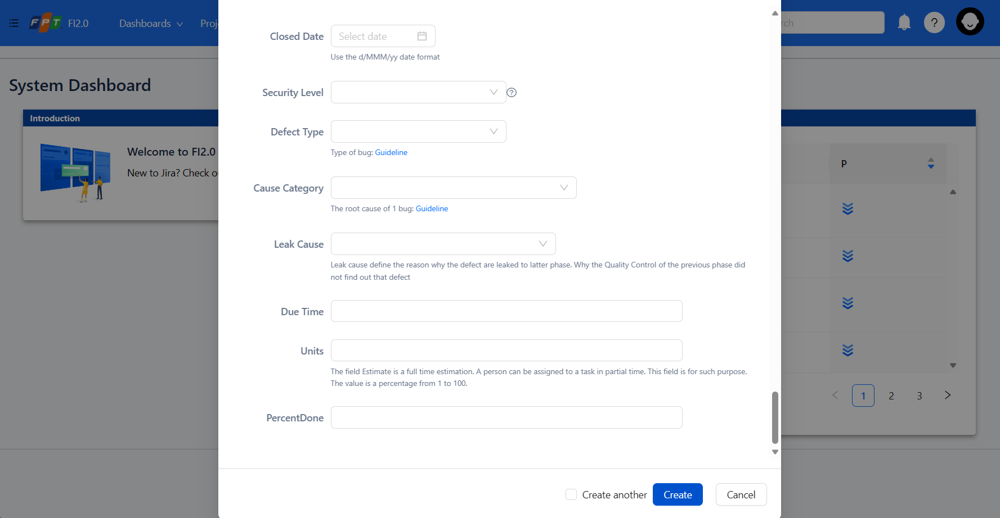 FPT FI2.0
Dashboards
System Dashboard
Introduction
Welcome to FI2.0
New to Jira? Check
P
1
2
3
Closed Date
Select date
Use the d/MMM/yy date format
Security Level
?
Defect Type
Type of bug: Guideline
Cause Category
The root cause of 1 bug: Guideline
Leak Cause
Leak cause define the reason why the defect are leaked to latter phase. Why the Quality Control of the previous phase did
not find out that defect
Due Time
Units
The field Estimate is a full time estimation. A person can be assigned to a task in partial time. This field is for such purpose.
The value is a percentage from 1 to 100.
PercentDone
Create another
Create
Cancel
?